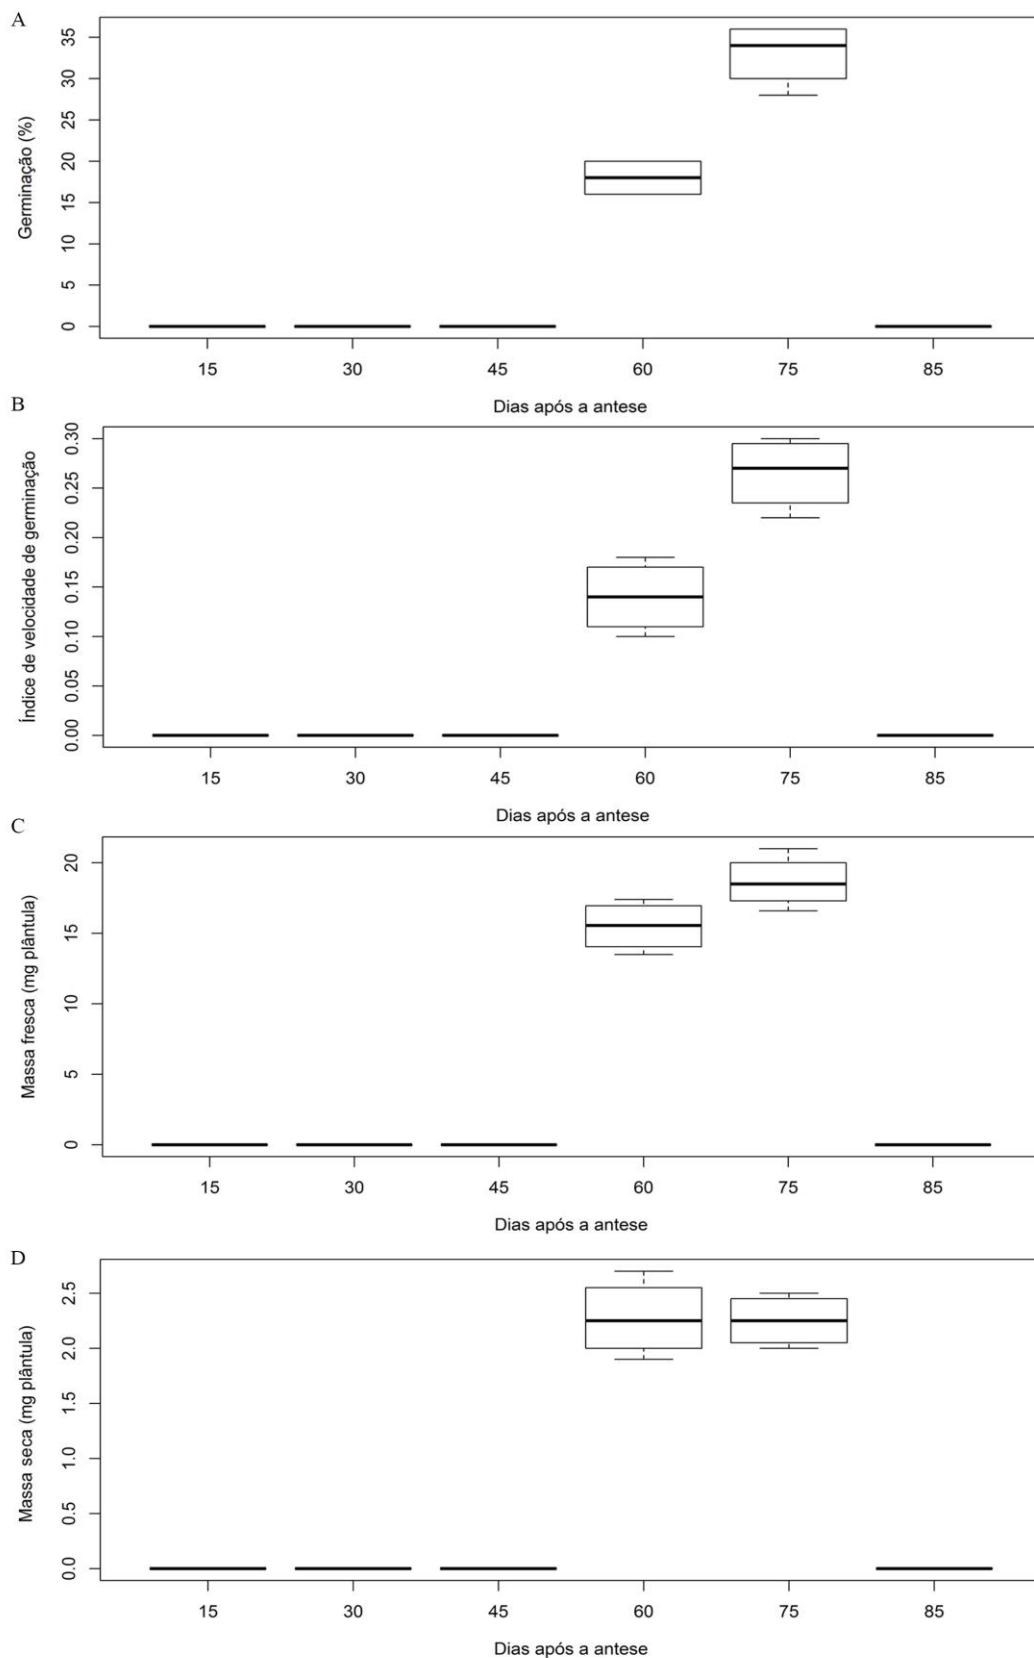 A
Germinação (%)
35
30
25
20
15
10
5
0
15 30 45 60 75 85
Dias após a antese
B
Índice de velocidade de germinação
0.30
0.25
0.20
0.15
0.10
0.05
0.00
15 30 45 60 75 85
Dias após a antese
C
Massa fresca (mg plântula)
20
15
10
5
0
15 30 45 60 75 85
Dias após a antese
D
Massa seca (mg plântula)
2.5
2.0
1.5
1.0
0.5
0.0
15 30 45 60 75 85
Dias após a antese